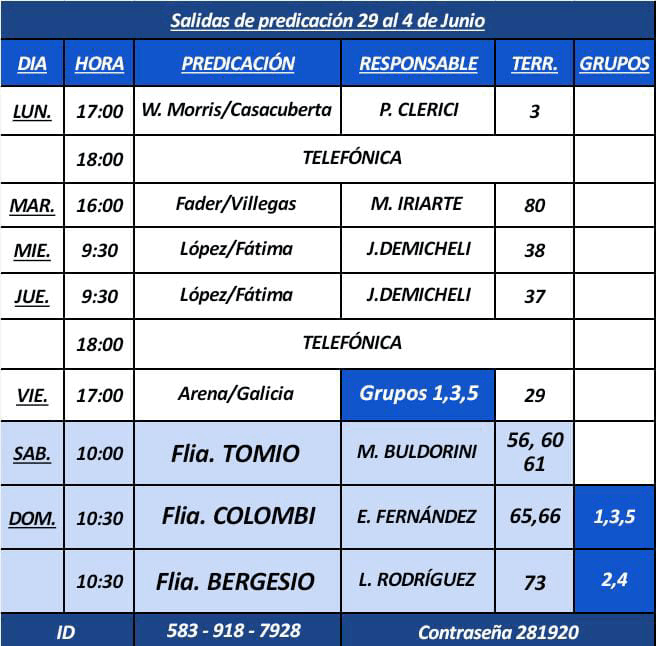 Salidas de predicación 29 al 4 de Junio
DIA HORA PREDICACIÓN RESPONSABLE TERR. GRUPOS
LUN. 17:00 W. Morris/Casacuberta P. CLERICI 3
18:00 TELEFÓNICA
MAR. 16:00 Fader/Villegas M. IRIARTE 80
MIE. 9:30 López/Fátima J.DEMICHELI 38
JUE. 9:30 López/Fátima J.DEMICHELI 37
18:00 TELEFÓNICA
VIE. 17:00 Arena/Galicia Grupos 1,3,5 29
SAB. 10:00 Flia. TOMIO M. BULDORINI 56, 60
61
DOM. 10:30 Flia. COLOMBI E. FERNÁNDEZ 65,66 1,3,5
10:30 Flia. BERGESIO L. RODRÍGUEZ 73 2,4
ID 583 - 918 - 7928 Contraseña 281920